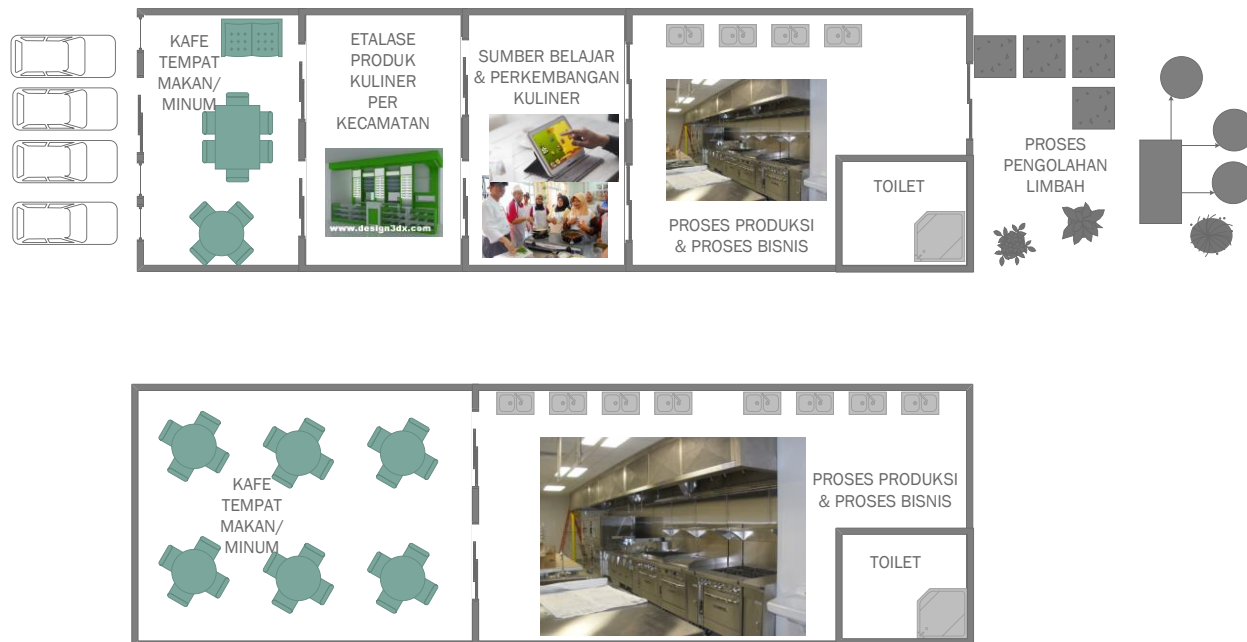 KAFE
TEMPAT
MAKAN/
MINUM
ETALASE
PRODUK
KULINER
PER
KECAMATAN
www.design3dx.com
SUMBER BELAJAR
& PERKEMBANGAN
KULINER
PROSES PRODUKSI
& PROSES BISNIS
TOILET
PROSES
PENGOLAHAN
LIMBAH
KAFE
TEMPAT
MAKAN/
MINUM
PROSES PRODUKSI
& PROSES BISNIS
TOILET